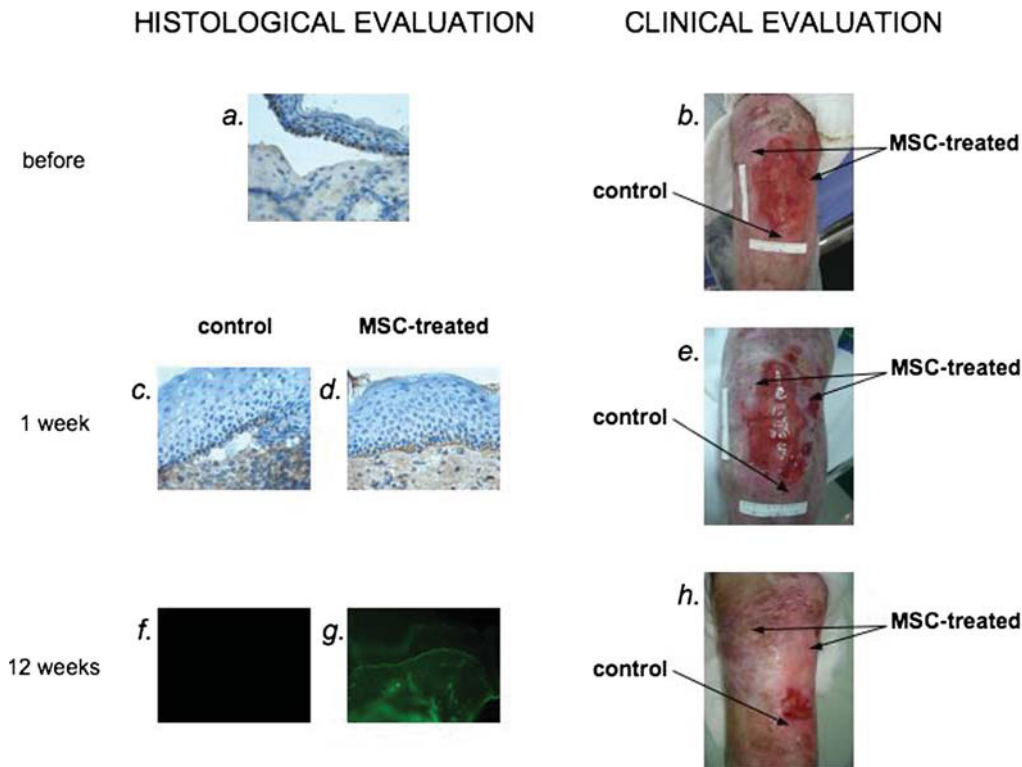 HISTOLOGICAL EVALUATION
CLINICAL EVALUATION
before
a.
b.
MSC-treated
control
control
MSC-treated
1 week
c.
d.
e.
MSC-treated
control
12 weeks
f.
g.
h.
MSC-treated
control